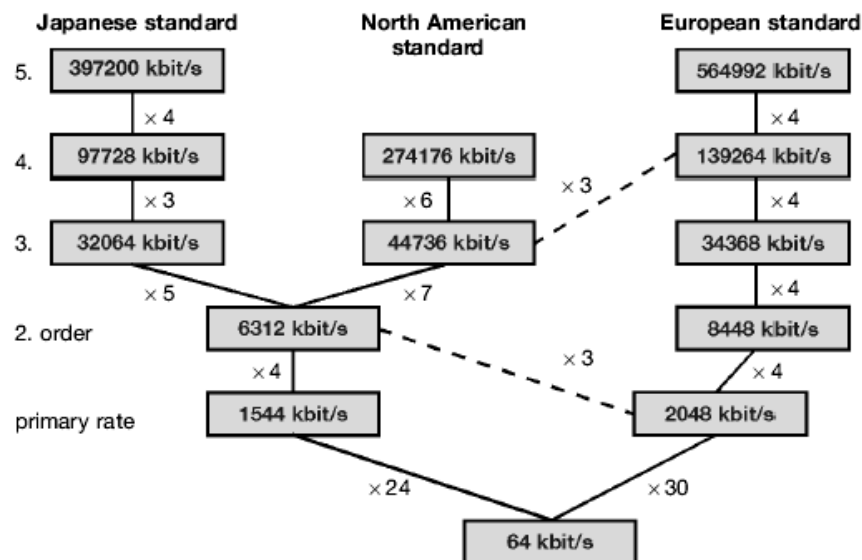 Japanese standard
North American
standard
European standard
5.
397200 kbit/s
564992 kbit/s
× 4
× 4
4.
97728 kbit/s
274176 kbit/s
139264 kbit/s
× 3
× 6
× 3
× 4
3.
32064 kbit/s
44736 kbit/s
34368 kbit/s
× 5
× 7
× 4
2. order
6312 kbit/s
8448 kbit/s
× 4
× 3
× 4
primary rate
1544 kbit/s
2048 kbit/s
× 24
× 30
64 kbit/s